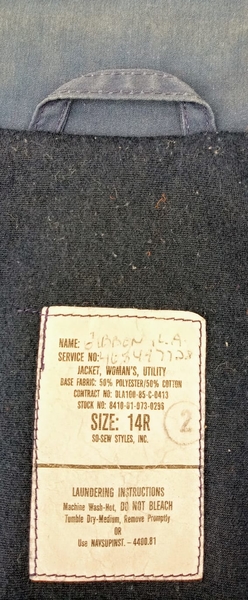 NAME:
SERVICE NO:
JACKET, WOMAN'S, UTILITY
BASE FABRIC: 50% POLYESTER/50% COTTON
CONTRACT NO: DLA100-85-C-0413
STOCK NO: 8410-01-073-0296
SIZE: 14R
SO-SEW STYLES, INC.
2
LAUNDERING INSTRUCTIONS
Machine Wash-Hot, DO NOT BLEACH
Tumble Dry-Medium, Remove Promptly
OR
Use NAVSUPINST. - 4400.81